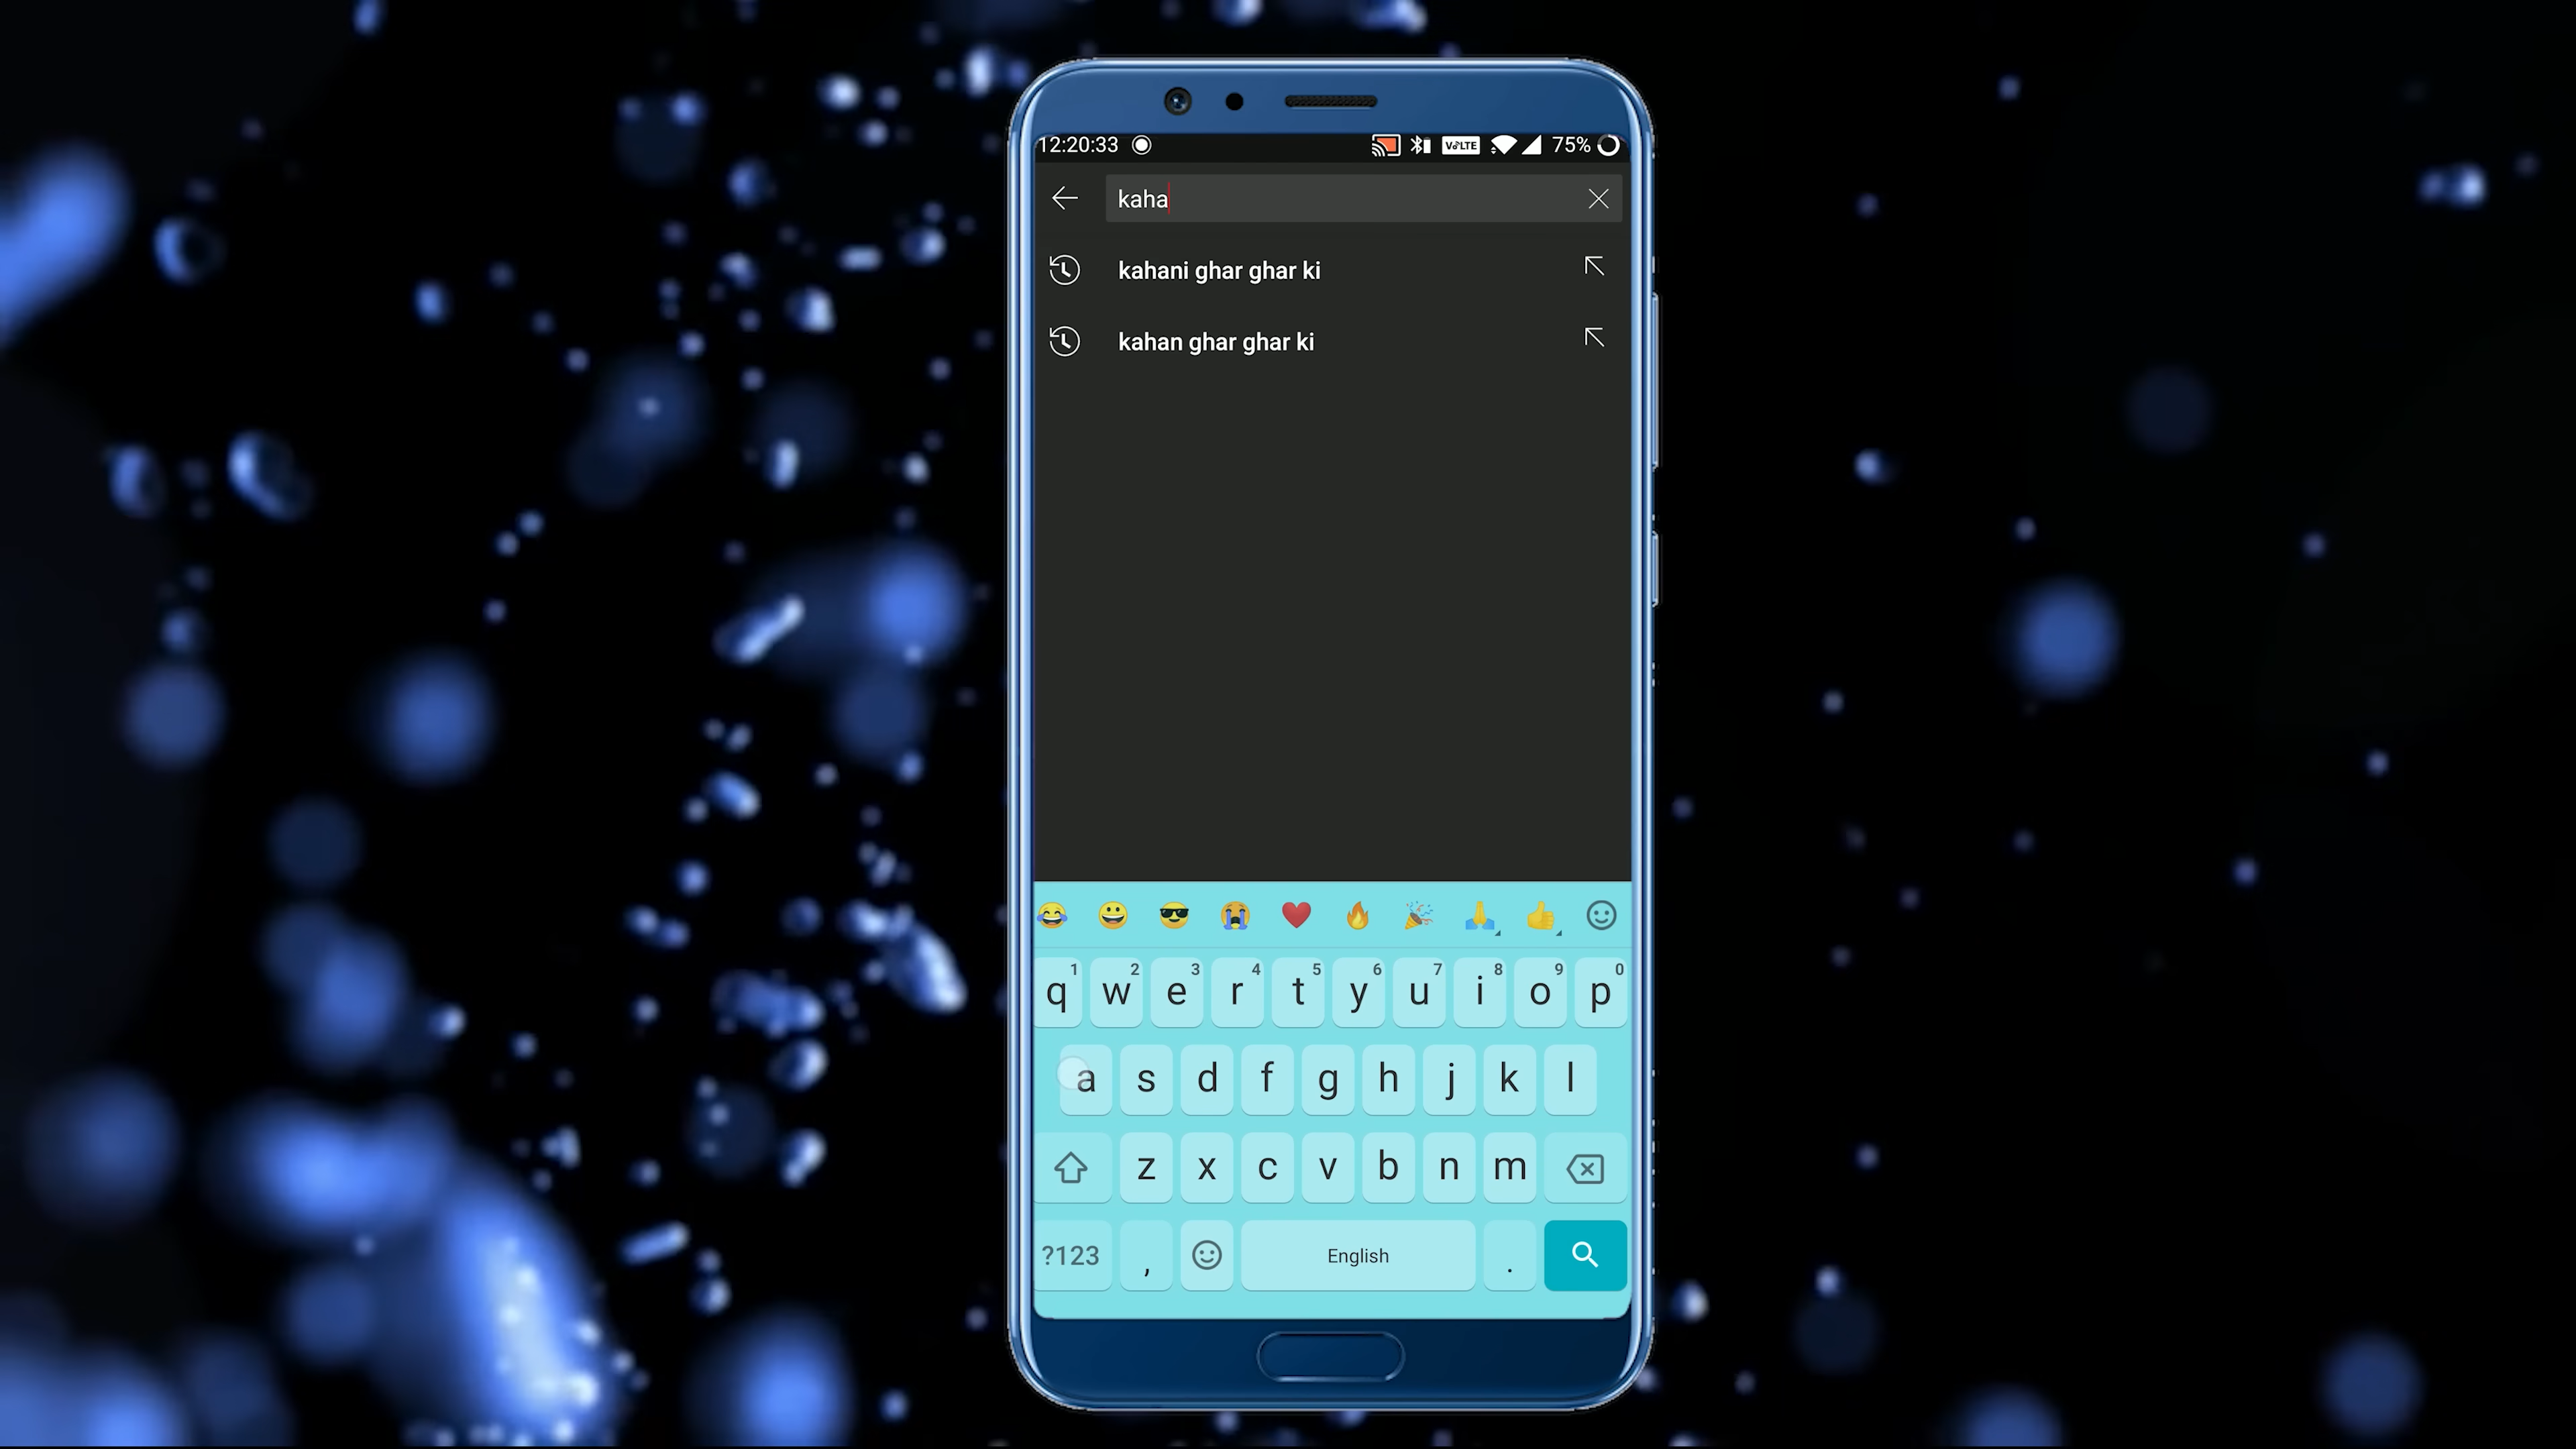 12:20:33 VoLTE 75%
kaha
kahani ghar ghar ki
kahan ghar ghar ki
1 2 3 4 5 6 7 8 9 0
q w e r t y u i o p
a s d f g h j k l
z x c v b n m
?123 , English .